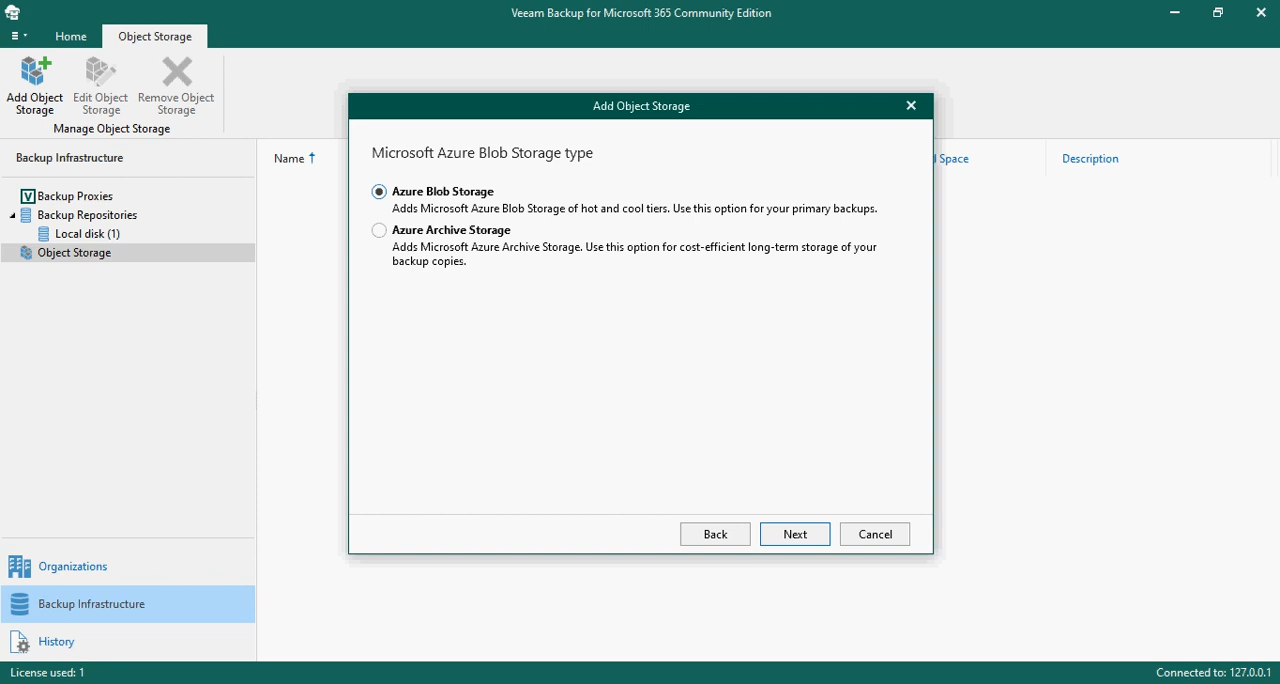 Veeam Backup for Microsoft 365 Community Edition
Home
Object Storage
Add Object
Storage
Edit Object
Storage
Remove Object
Storage
Manage Object Storage
Backup Infrastructure
Backup Proxies
Backup Repositories
Local disk (1)
Object Storage
Name ↑
Space
Description
Add Object Storage
Microsoft Azure Blob Storage type
Azure Blob Storage
Adds Microsoft Azure Blob Storage of hot and cool tiers. Use this option for your primary backups.
Azure Archive Storage
Adds Microsoft Azure Archive Storage. Use this option for cost-efficient long-term storage of your
backup copies.
Back
Next
Cancel
Organizations
Backup Infrastructure
History
License used: 1
Connected to: 127.0.0.1